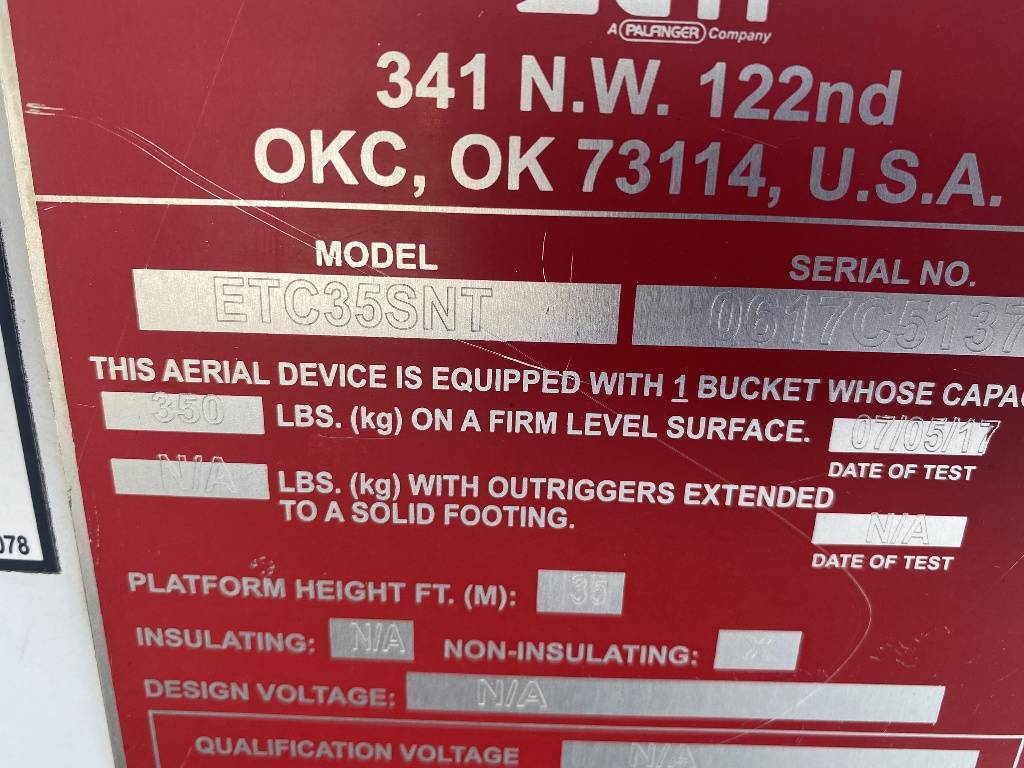 A PALFINGER Company
341 N.W. 122nd
OKC, OK 73114, U.S.A.
MODEL SERIAL NO.
ETC35SNT 0617C5137
THIS AERIAL DEVICE IS EQUIPPED WITH 1 BUCKET WHOSE CAPA
350 LBS. (kg) ON A FIRM LEVEL SURFACE. 07/05/17
DATE OF TEST
N/A LBS. (kg) WITH OUTRIGGERS EXTENDED
TO A SOLID FOOTING. N/A
DATE OF TEST
078
PLATFORM HEIGHT FT. (M): 35
INSULATING: N/A NON-INSULATING: X
DESIGN VOLTAGE: N/A
QUALIFICATION VOLTAGE N/A